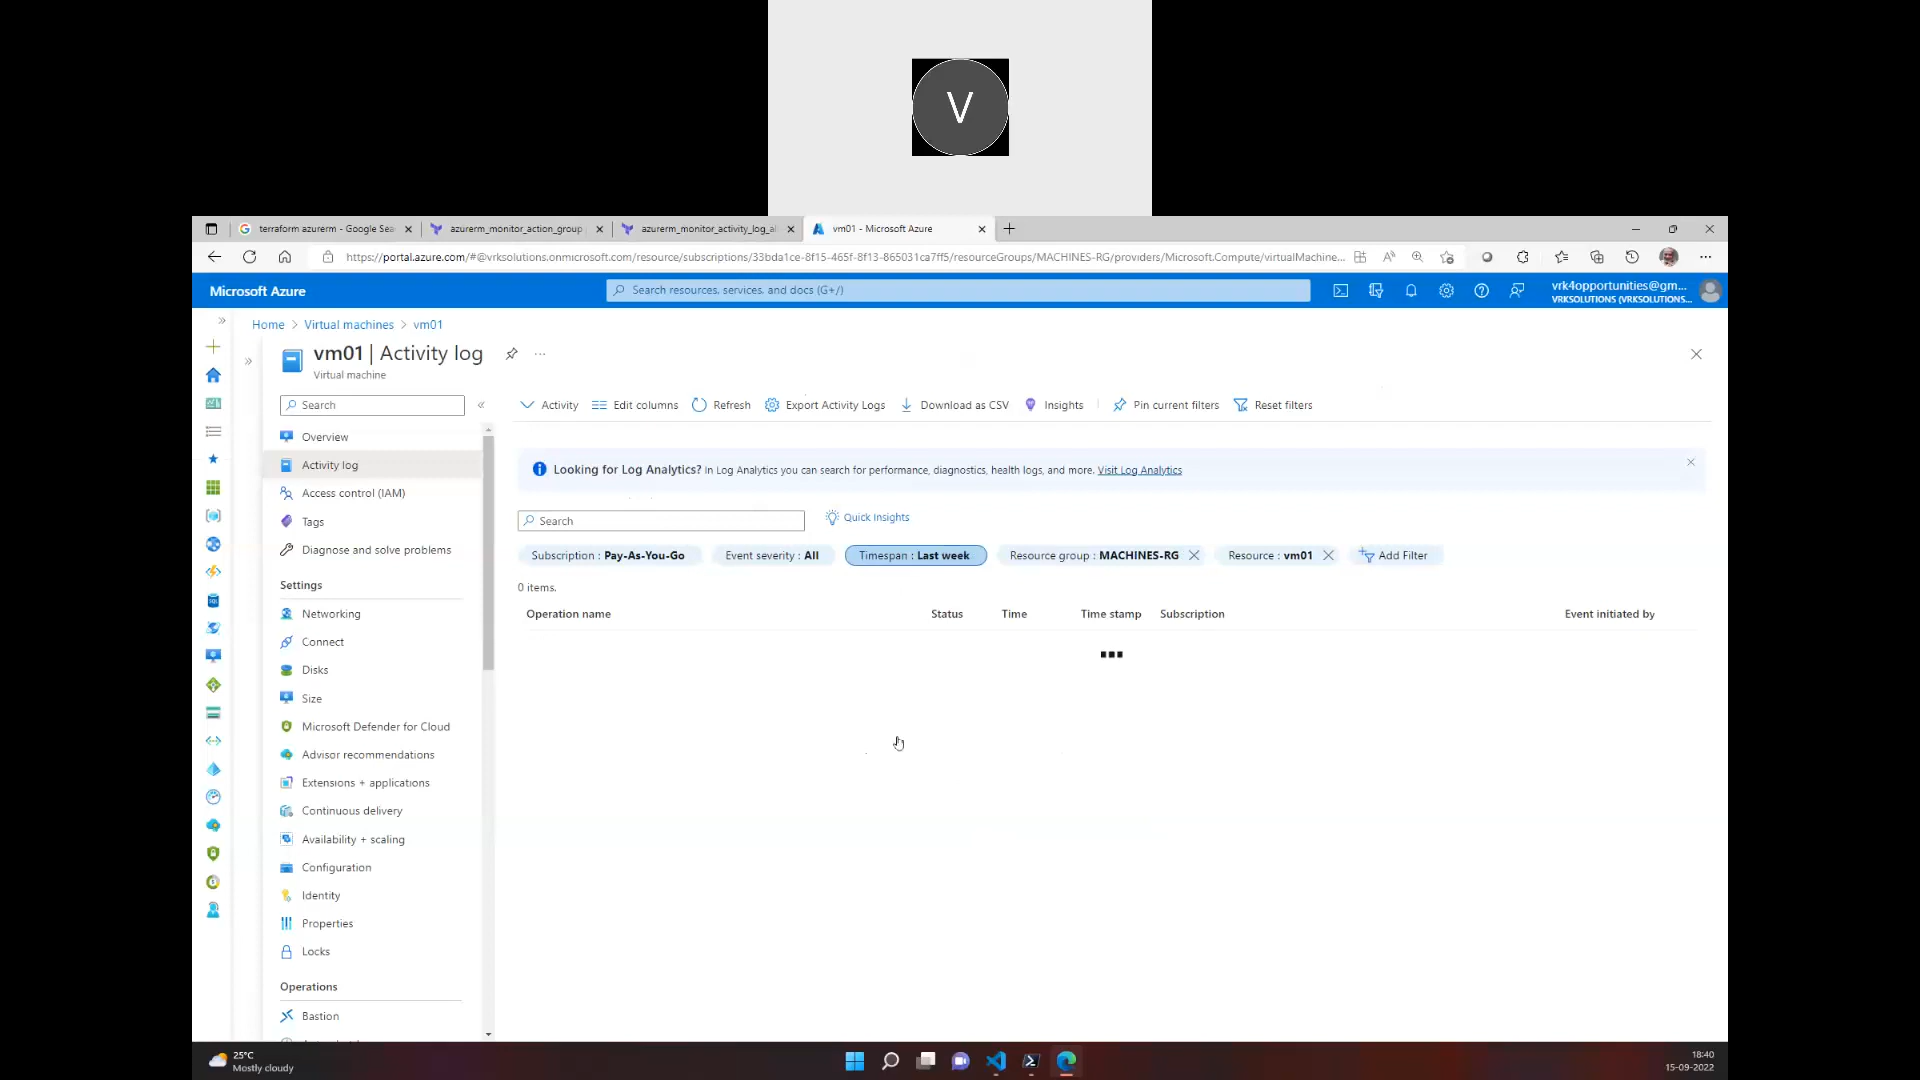 V
terraform azurerm - Google Sea
azurerm_monitor_action_group
azurerm_monitor_activity_log_al
vm01 - Microsoft Azure
https://portal.azure.com/#@vrksolutions.onmicrosoft.com/resource/subscriptions/33bda1ce-8f15-465f-8f13-865031ca7ff5/resourceGroups/MACHINES-RG/providers/Microsoft.Compute/virtualMachine...
Microsoft Azure
Search resources, services, and docs (G+/)
vrk4opportunities@gm...
VRKSOLUTIONS (VRKSOLUTIONS...
Home > Virtual machines > vm01
vm01 | Activity log
Virtual machine
Search
Activity
Edit columns
Refresh
Export Activity Logs
Download as CSV
Insights
Pin current filters
Reset filters
Overview
Activity log
Access control (IAM)
Tags
Diagnose and solve problems
Settings
Networking
Connect
Disks
Size
Microsoft Defender for Cloud
Advisor recommendations
Extensions + applications
Continuous delivery
Availability + scaling
Configuration
Identity
Properties
Locks
Operations
Bastion
Looking for Log Analytics? In Log Analytics you can search for performance, diagnostics, health logs, and more. Visit Log Analytics
Search
Quick Insights
Subscription : Pay-As-You-Go
Event severity : All
Timespan : Last week
Resource group : MACHINES-RG
Resource : vm01
Add Filter
0 items.
Operation name
Status
Time
Time stamp
Subscription
Event initiated by
25°C
Mostly cloudy
18:40
15-09-2022